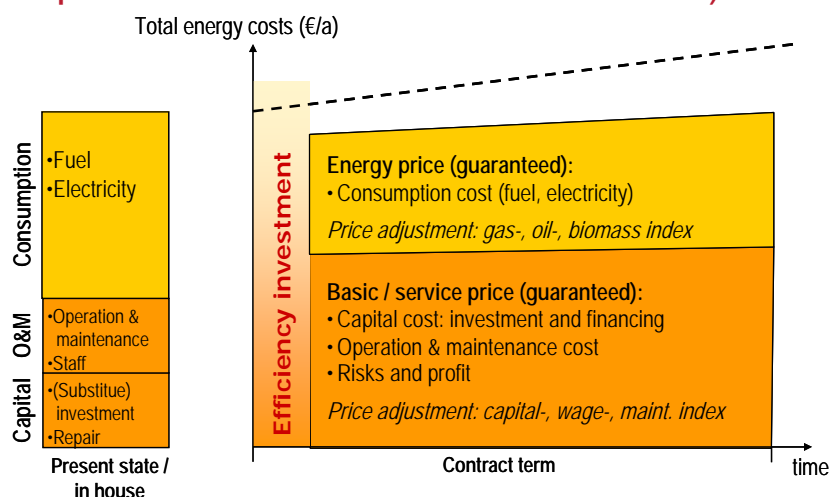 Total energy costs (€/a)
Consumption
•Fuel
•Electricity
O&M
•Operation &
maintenance
•Staff
Capital
•(Substitue)
investment
•Repair
Present state /
in house
Efficiency investment
Energy price (guaranteed):
• Consumption cost (fuel, electricity)
Price adjustment: gas-, oil-, biomass index
Basic / service price (guaranteed):
• Capital cost: investment and financing
• Operation & maintenance cost
• Risks and profit
Price adjustment: capital-, wage-, maint. index
Contract term
time